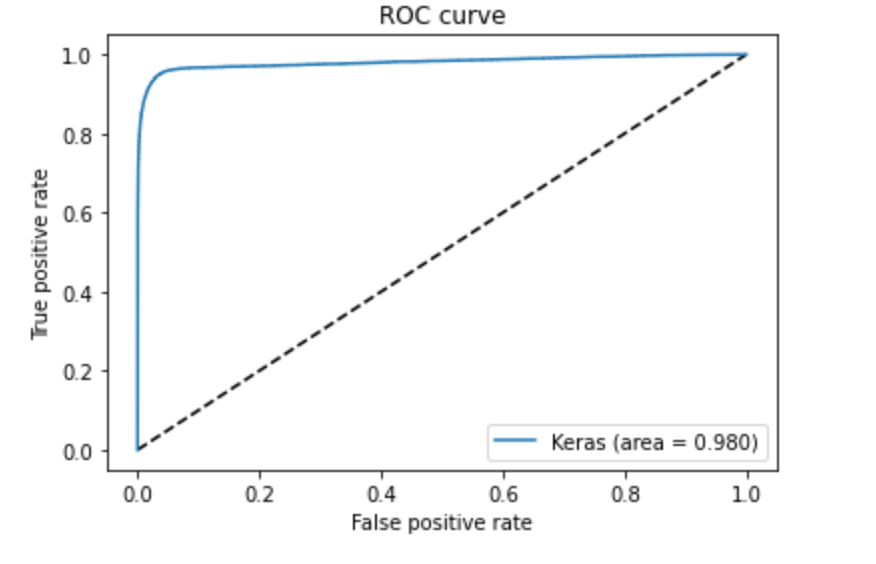 ROC curve
1.0
0.8
0.6
0.4
0.2
0.0
True positive rate
Keras (area = 0.980)
0.0 0.2 0.4 0.6 0.8 1.0
False positive rate